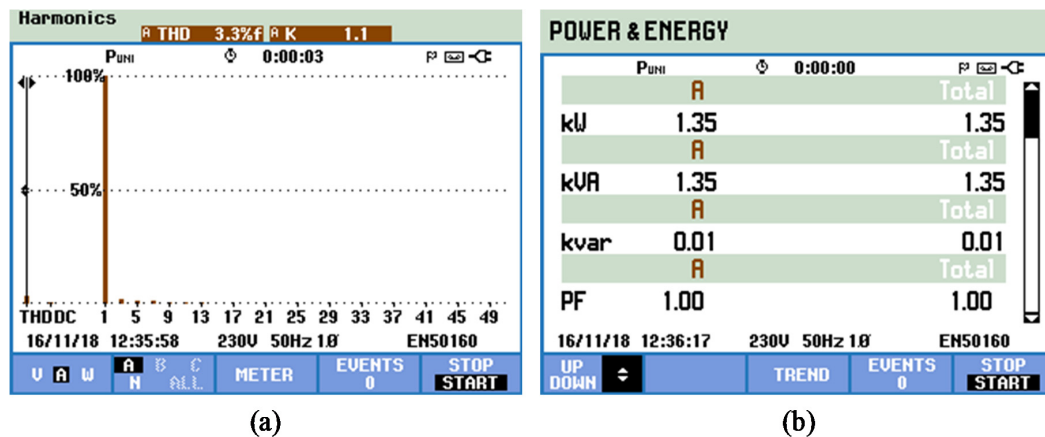 Harmonics
A THD 3.3%f A K 1.1
PUNI 0:00:03
100%
50%
THDDC 1 5 9 13 17 21 25 29 33 37 41 45 49
16/11/18 12:35:58 230V 50Hz 1Ø EN50160
V A W A B C N ALL METER EVENTS 0 STOP START
(a)
POWER & ENERGY
PUNI 0:00:00
A Total
kW 1.35 1.35
A Total
kVA 1.35 1.35
A Total
kvar 0.01 0.01
A Total
PF 1.00 1.00
16/11/18 12:36:17 230V 50Hz 1Ø EN50160
UP DOWN TREND EVENTS 0 STOP START
(b)